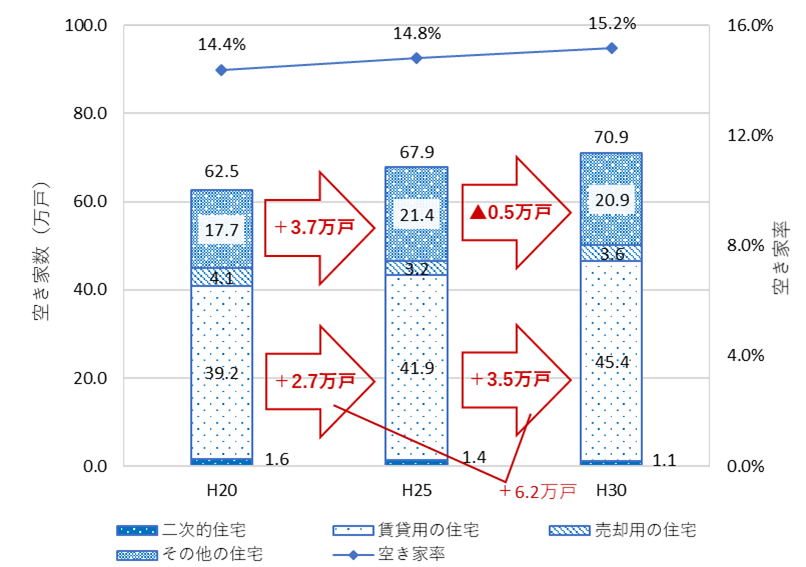 100.0
80.0
60.0
40.0
20.0
0.0
空き家数（万戸）
16.0%
12.0%
8.0%
4.0%
0.0%
空き家率
14.4%
14.8%
15.2%
62.5
67.9
70.9
17.7
＋3.7万戸
21.4
▲0.5万戸
20.9
4.1
3.2
3.6
39.2
＋2.7万戸
41.9
＋3.5万戸
45.4
1.6
1.4
1.1
＋6.2万戸
H20
H25
H30
二次的住宅
賃貸用の住宅
売却用の住宅
その他の住宅
空き家率